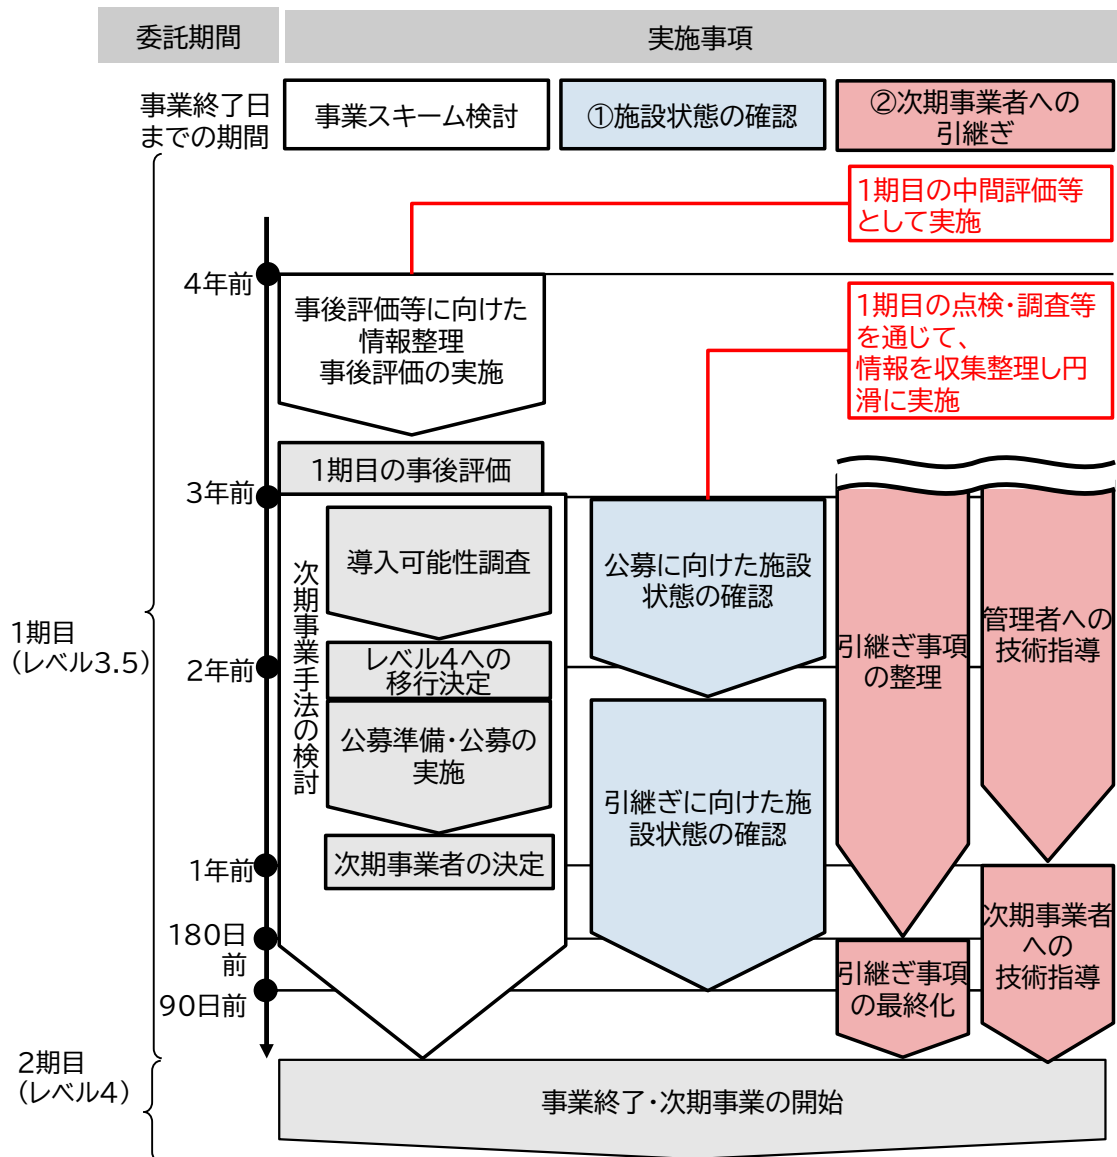 委託期間
実施事項
事業終了日
までの期間
事業スキーム検討
①施設状態の確認
②次期事業者への
引継ぎ
1期目の中間評価等
として実施
4年前
事後評価等に向けた
情報整理
事後評価の実施
1期目の点検・調査等
を通じて、
情報を収集整理し円
滑に実施
1期目の事後評価
3年前
次期事業手法の検討
導入可能性調査
公募に向けた施設
状態の確認
引継ぎ事項
の整理
管理者への
技術指導
1期目
（レベル3.5）
2年前
レベル4への
移行決定
公募準備・公募の
実施
引継ぎに向けた施
設状態の確認
1年前
次期事業者の決定
180日
前
次期事業者
への
技術指導
引継ぎ事項
の最終化
90日前
2期目
（レベル4）
事業終了・次期事業の開始